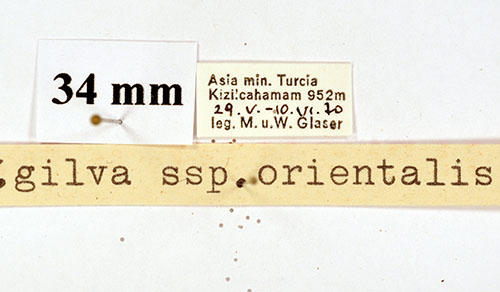 34 mm
Asia min. Turcia
Kizilcahamam 952m
29.V.-10.VI.70
leg. M.u.W. Glaser
gilva ssp.orientalis